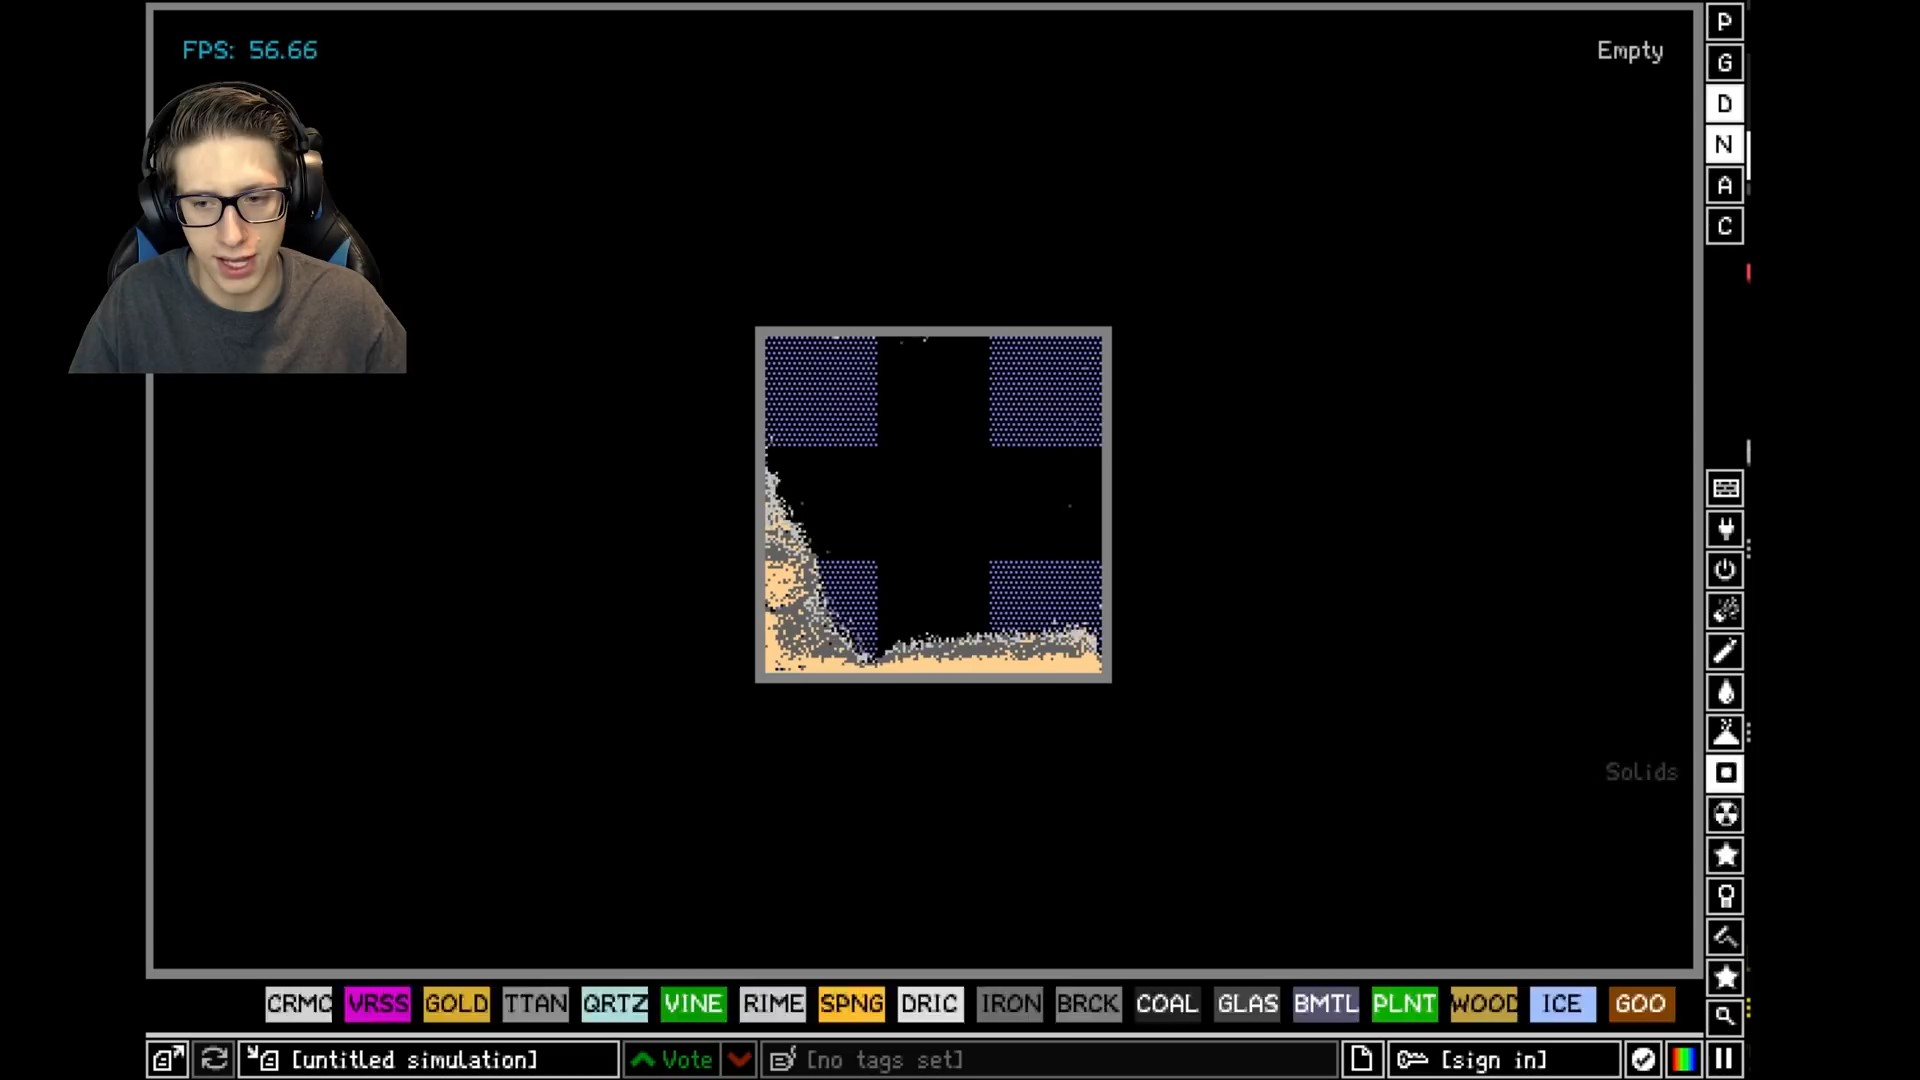 FPS: 56.66
Empty
P
G
D
N
A
C
Solids
CRMC VRSS GOLD TTAN QRTZ VINE RIME SPNG DRIC IRON BRCK COAL GLAS BMTL PLNT WOOD ICE GOO
[untitled simulation] Vote [no tags set] [sign in]